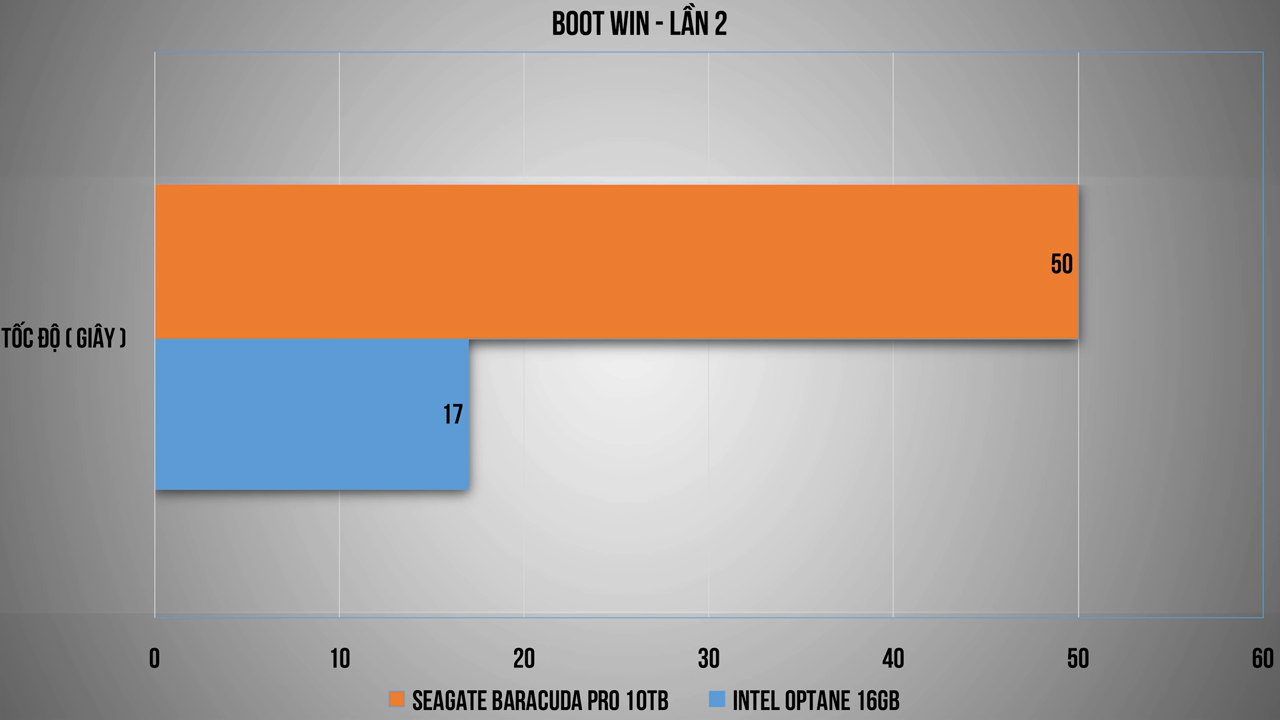 BOOT WIN - LẦN 2
50
TỐC ĐỘ ( GIÂY )
17
0 10 20 30 40 50 60
SEAGATE BARACUDA PRO 10TB INTEL OPTANE 16GB